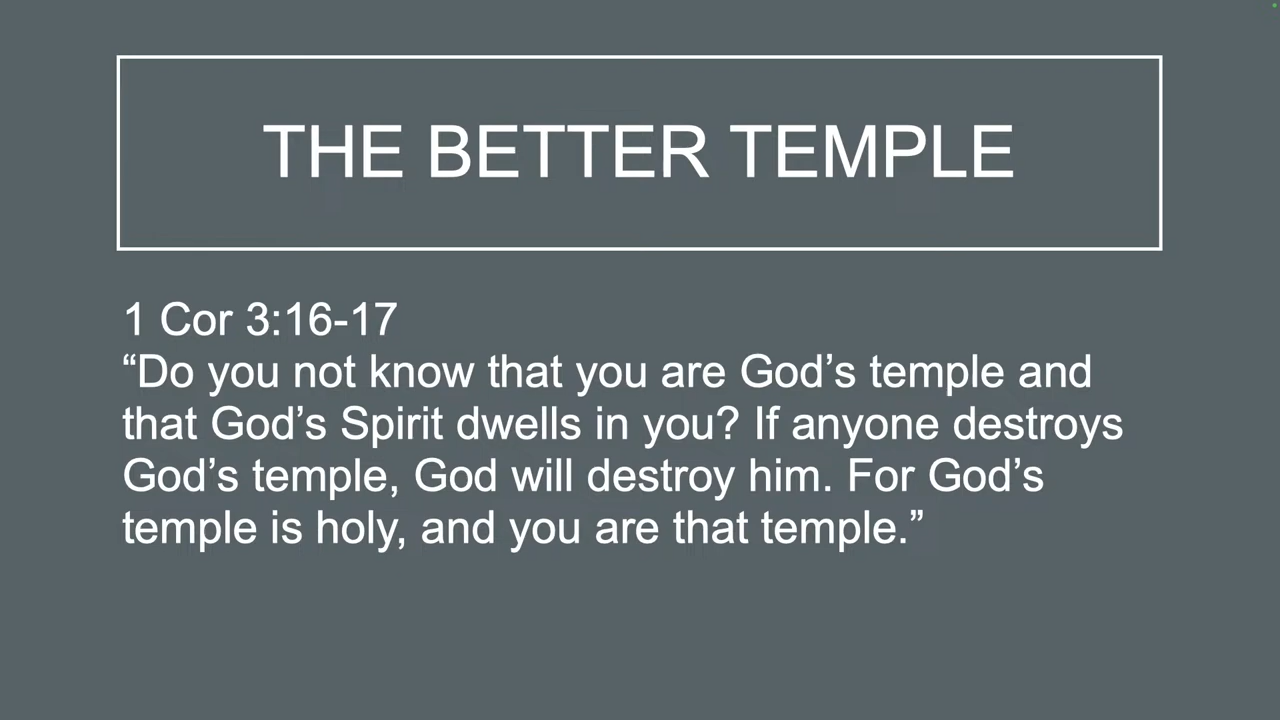 THE BETTER TEMPLE
1 Cor 3:16-17
“Do you not know that you are God’s temple and
that God’s Spirit dwells in you? If anyone destroys
God’s temple, God will destroy him. For God’s
temple is holy, and you are that temple.”